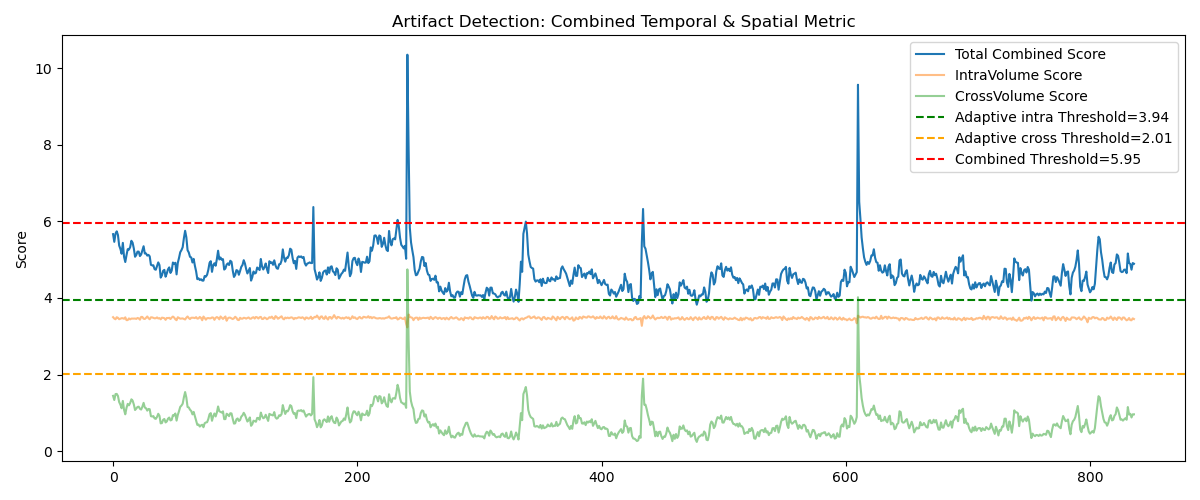 Artifact Detection: Combined Temporal & Spatial Metric
Total Combined Score
IntraVolume Score
CrossVolume Score
Adaptive intra Threshold=3.94
Adaptive cross Threshold=2.01
Combined Threshold=5.95
Score
10
8
6
4
2
0
0 200 400 600 800